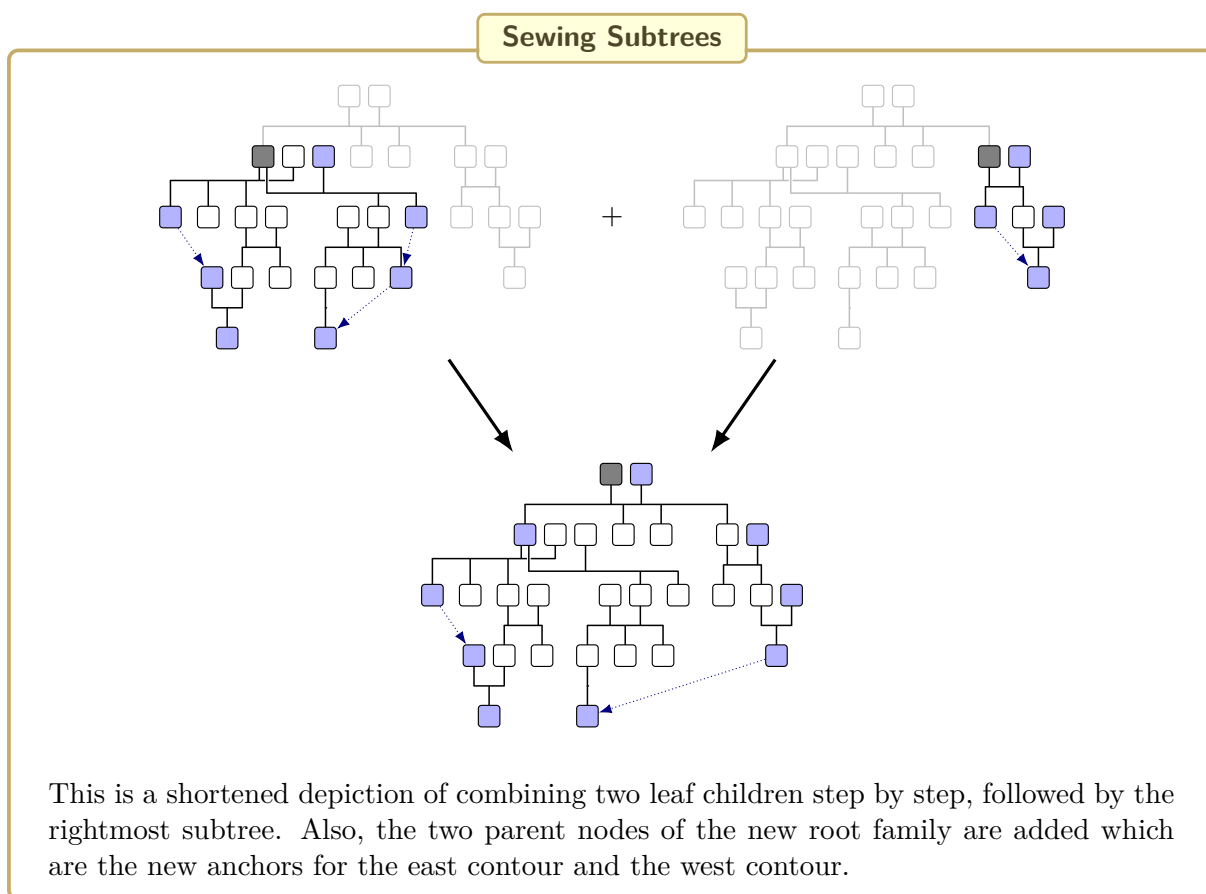 Sewing Subtrees
+
This is a shortened depiction of combining two leaf children step by step, followed by the
rightmost subtree. Also, the two parent nodes of the new root family are added which
are the new anchors for the east contour and the west contour.